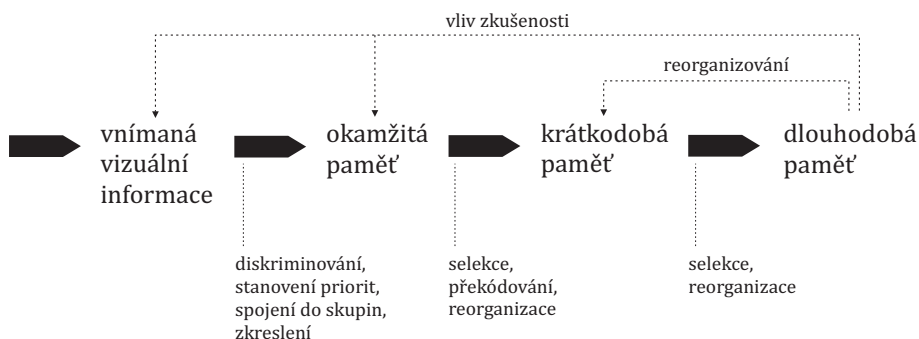 vliv zkušenosti
reorganizování
vnímaná
vizuální
informace
okamžitá
paměť
krátkodobá
paměť
dlouhodobá
paměť
diskriminování,
stanovení priorit,
spojení do skupin,
zkreslení
selekce,
překódování,
reorganizace
selekce,
reorganizace